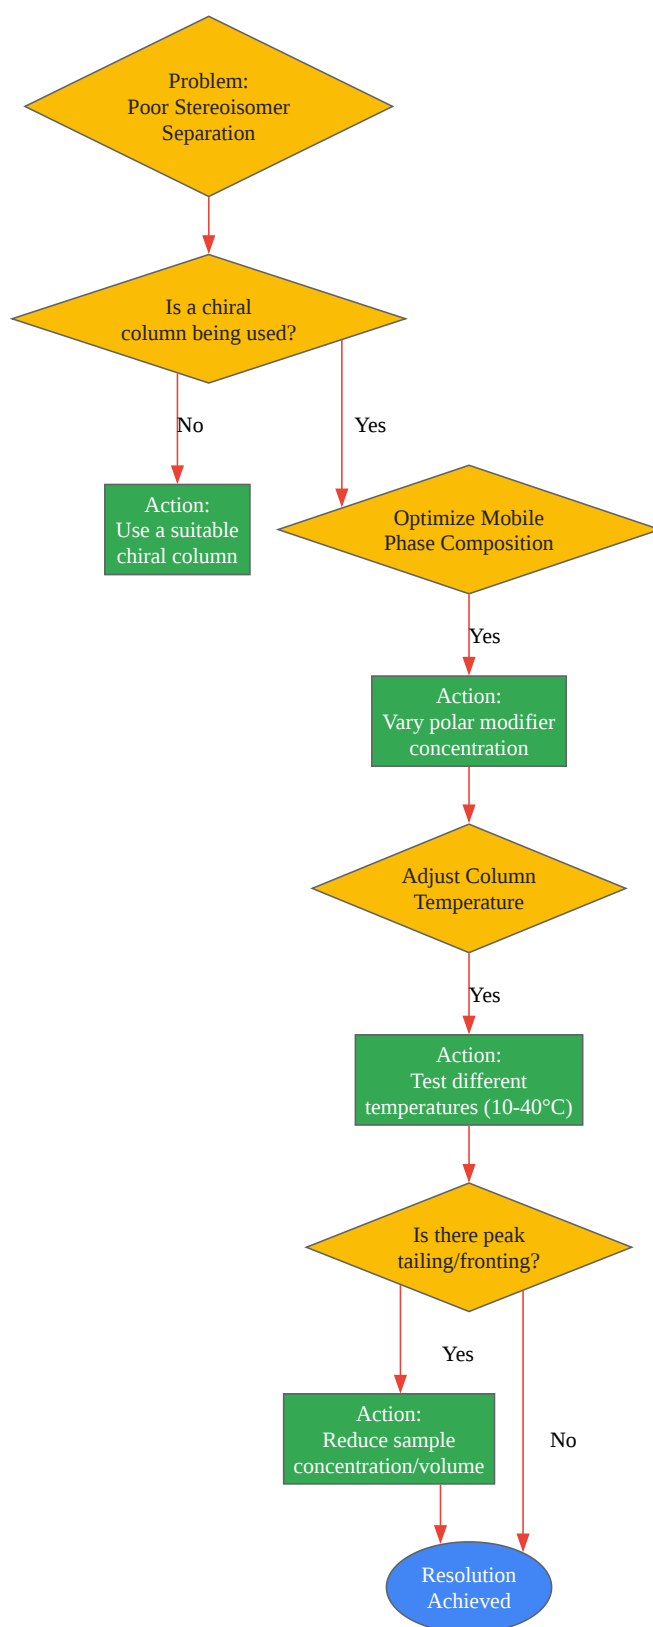 Problem:
Poor Stereoisomer
Separation
Is a chiral
column being used?
No
Yes
Action:
Use a suitable
chiral column
Optimize Mobile
Phase Composition
Yes
Action:
Vary polar modifier
concentration
Adjust Column
Temperature
Yes
Action:
Test different
temperatures (10-40°C)
Is there peak
tailing/fronting?
Yes
Action:
Reduce sample
concentration/volume
No
Resolution
Achieved